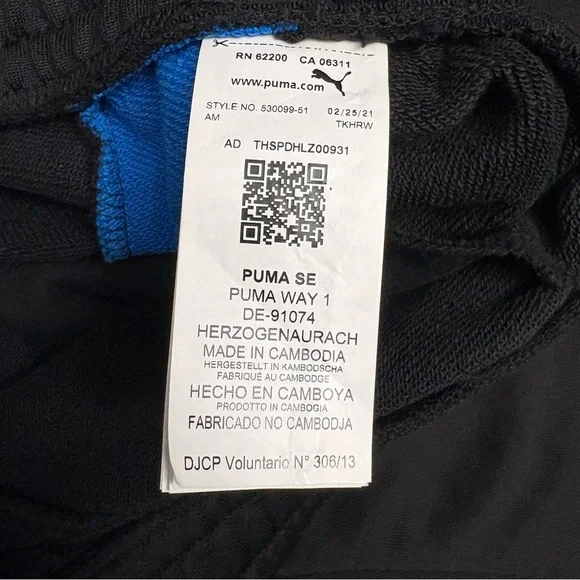 RN 62200 CA 06311
www.puma.com
STYLE NO. 530099-51 02/25/21
AM TKHRW
AD THSPDHLZ00931
PUMA SE
PUMA WAY 1
DE-91074
HERZOGENAURACH
MADE IN CAMBODIA
HERGESTELLT IN KAMBODSCHA
FABRIQUÉ AU CAMBODGE
HECHO EN CAMBOYA
PRODOTTO IN CAMBOGIA
FABRICADO NO CAMBODJA
DJCP Voluntario N° 306/13